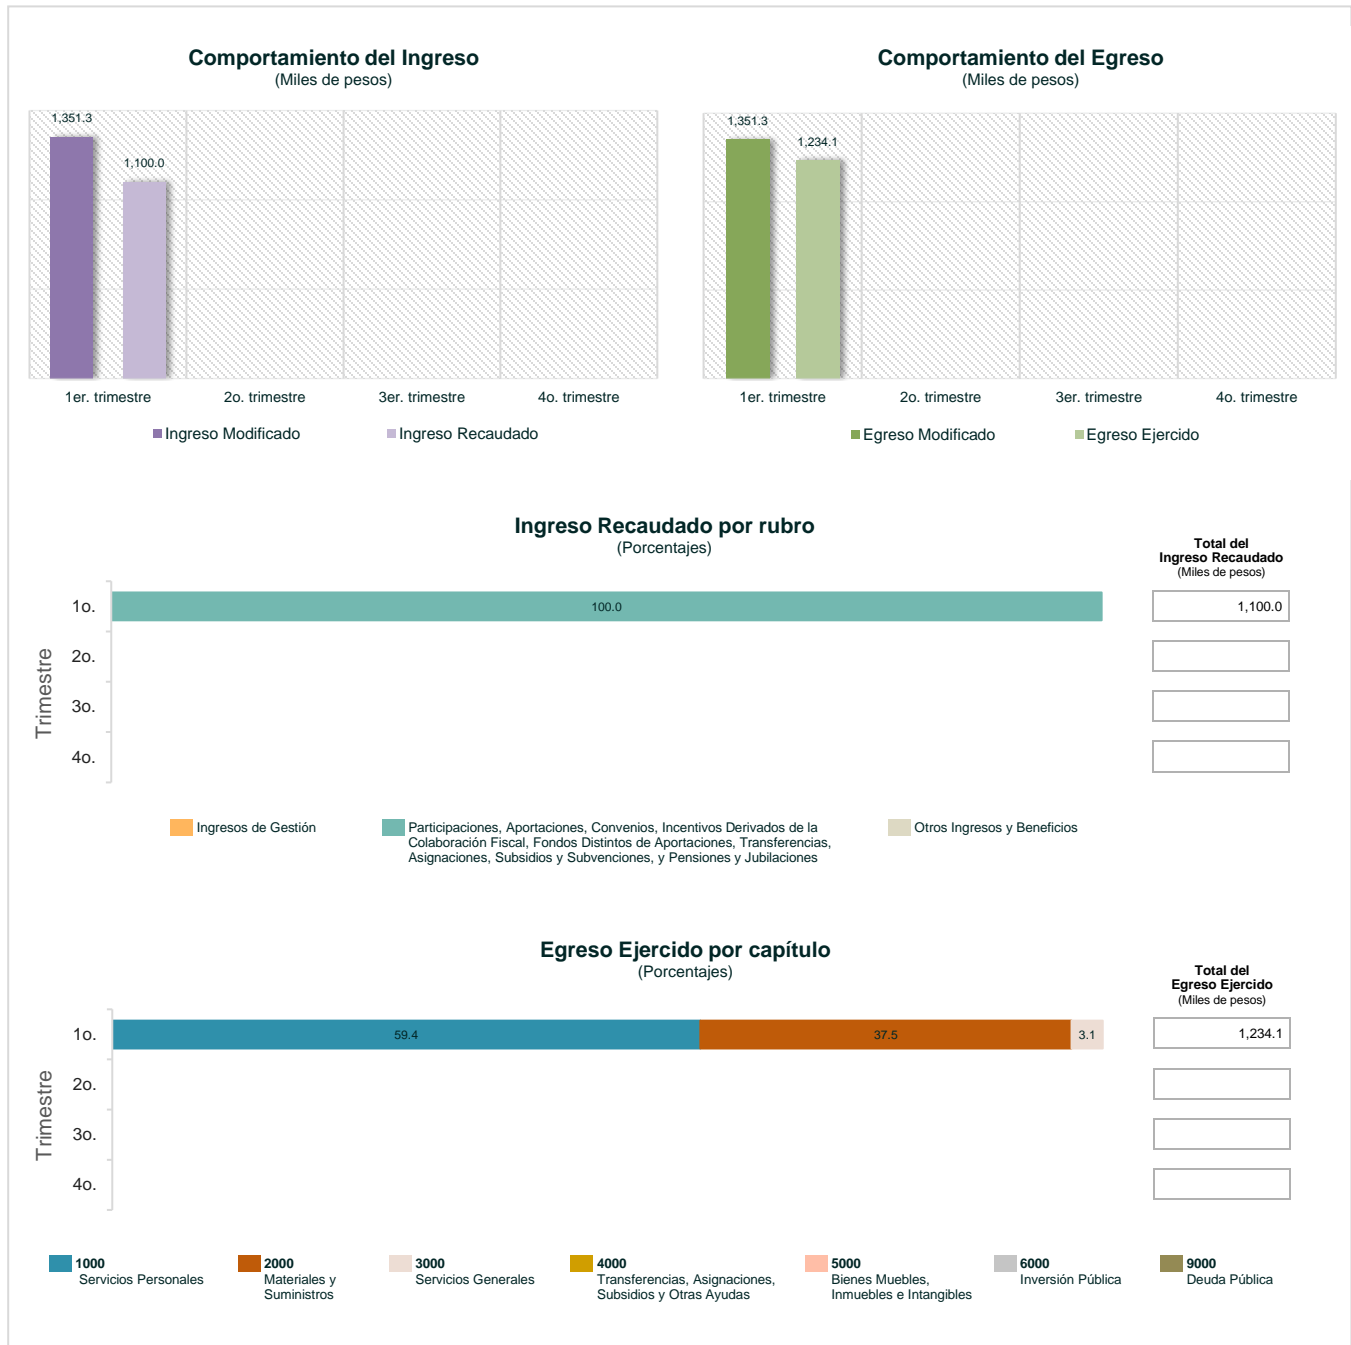 Comportamiento del Ingreso
(Miles de pesos)
1,351.3
1,100.0
1er. trimestre 2o. trimestre 3er. trimestre 4o. trimestre
Ingreso Modificado Ingreso Recaudado
Comportamiento del Egreso
(Miles de pesos)
1,351.3
1,234.1
1er. trimestre 2o. trimestre 3er. trimestre 4o. trimestre
Egreso Modificado Egreso Ejercido
Ingreso Recaudado por rubro
(Porcentajes)
Total del
Ingreso Recaudado
(Miles de pesos)
Trimestre
1o. 100.0 1,100.0
2o.
3o.
4o.
Ingresos de Gestión
Participaciones, Aportaciones, Convenios, Incentivos Derivados de la
Colaboración Fiscal, Fondos Distintos de Aportaciones, Transferencias,
Asignaciones, Subsidios y Subvenciones, y Pensiones y Jubilaciones
Otros Ingresos y Beneficios
Egreso Ejercido por capítulo
(Porcentajes)
Total del
Egreso Ejercido
(Miles de pesos)
Trimestre
1o. 59.4 37.5 3.1 1,234.1
2o.
3o.
4o.
1000
Servicios Personales
2000
Materiales y
Suministros
3000
Servicios Generales
4000
Transferencias, Asignaciones,
Subsidios y Otras Ayudas
5000
Bienes Muebles,
Inmuebles e Intangibles
6000
Inversión Pública
9000
Deuda Pública